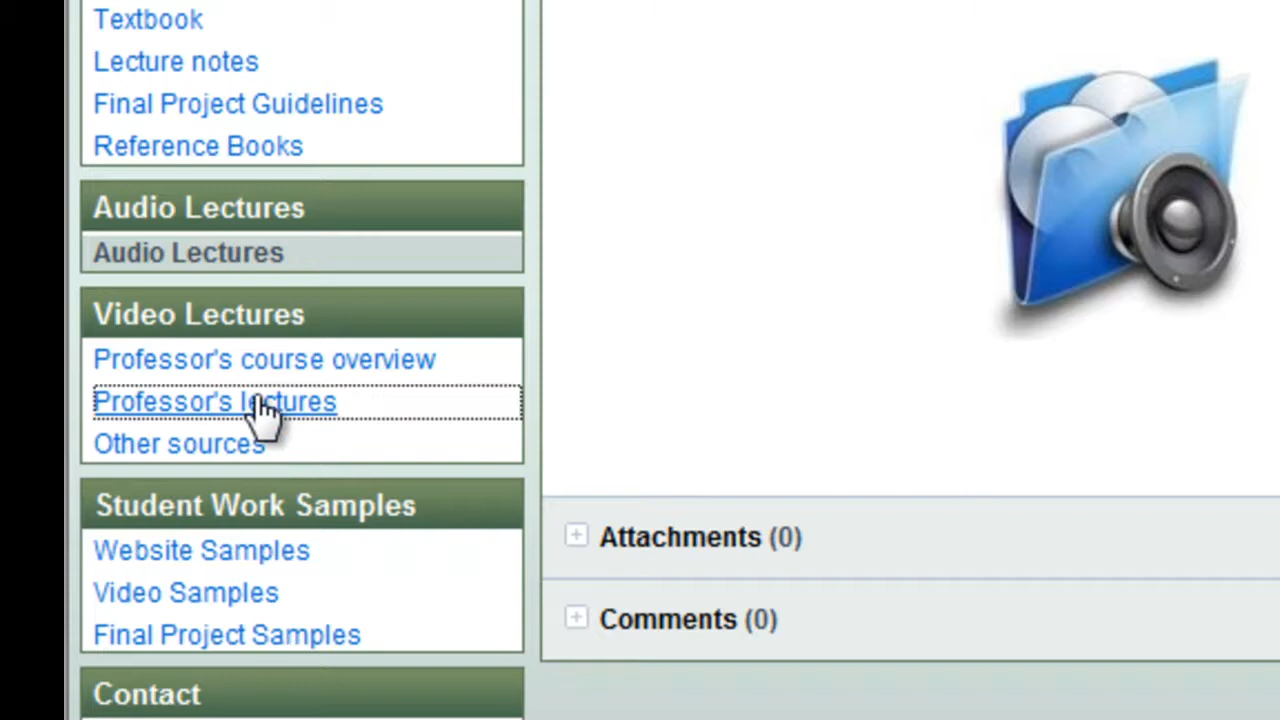 Textbook
Lecture notes
Final Project Guidelines
Reference Books
Audio Lectures
Audio Lectures
Video Lectures
Professor's course overview
Professor's lectures
Other sources
Student Work Samples
Website Samples
Video Samples
Final Project Samples
Contact
Attachments (0)
Comments (0)